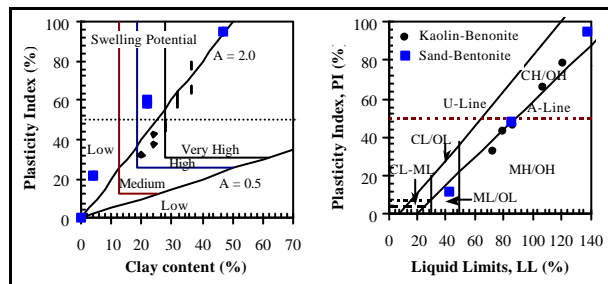 Plasticity Index (%)
100
80
60
40
20
0
Swelling Potential
A = 2.0
Low
Very High
High
Medium
A = 0.5
Low
0 10 20 30 40 50 60 70
Clay content (%)
Plasticity Index, PI (%)
100
80
60
40
20
0
Kaolin-Benonite
Sand-Bentonite
CH/OH
U-Line
A-Line
CL/OL
CL-ML
MH/OH
ML/OL
0 20 40 60 80 100 120 140
Liquid Limits, LL (%)